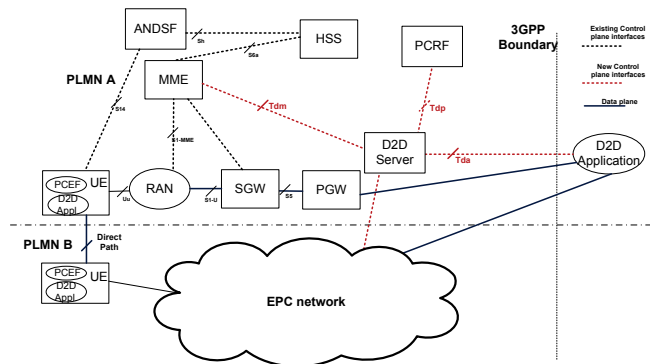 ANDSF
HSS
PCRF
3GPP
Boundary
Existing Control
plane interfaces
New Control
plane interfaces
Data plane
Sh
S6a
PLMN A
MME
S14
Tdm
Tdp
S1-MME
D2D
Server
Tda
D2D
Application
PCEF
UE
D2D
Appl
Uu
RAN
S1-U
SGW
S5
PGW
PLMN B
Direct
Path
PCEF
UE
D2D
Appl
EPC network